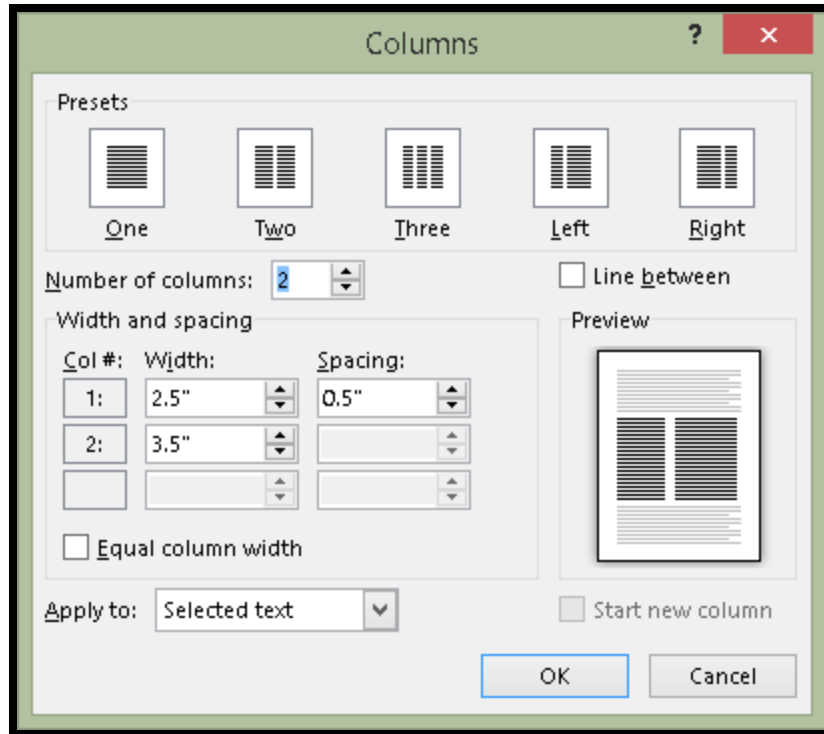 Columns ?
Presets
One Two Three Left Right
Number of columns: 2 Line between
Width and spacing Preview
Col #: Width: Spacing:
1: 2.5" 0.5"
2: 3.5"
Equal column width
Apply to: Selected text Start new column
OK Cancel